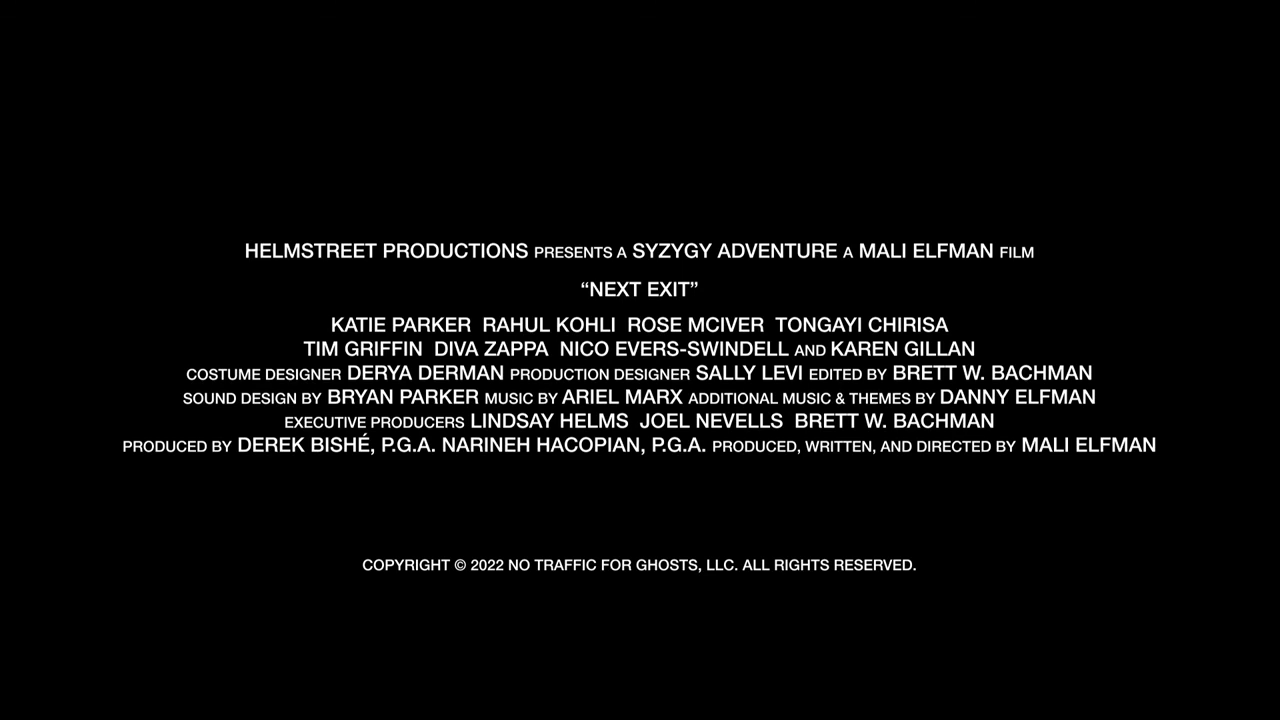 HELMSTREET PRODUCTIONS PRESENTS A SYZYGY ADVENTURE A MALI ELFMAN FILM
“NEXT EXIT”
KATIE PARKER RAHUL KOHLI ROSE MCIVER TONGAYI CHIRISA
TIM GRIFFIN DIVA ZAPPA NICO EVERS-SWINDELL AND KAREN GILLAN
COSTUME DESIGNER DERYA DERMAN PRODUCTION DESIGNER SALLY LEVI EDITED BY BRETT W. BACHMAN
SOUND DESIGN BY BRYAN PARKER MUSIC BY ARIEL MARX ADDITIONAL MUSIC & THEMES BY DANNY ELFMAN
EXECUTIVE PRODUCERS LINDSAY HELMS JOEL NEVELLS BRETT W. BACHMAN
PRODUCED BY DEREK BISHÉ, P.G.A. NARINEH HACOPIAN, P.G.A. PRODUCED, WRITTEN, AND DIRECTED BY MALI ELFMAN
COPYRIGHT © 2022 NO TRAFFIC FOR GHOSTS, LLC. ALL RIGHTS RESERVED.